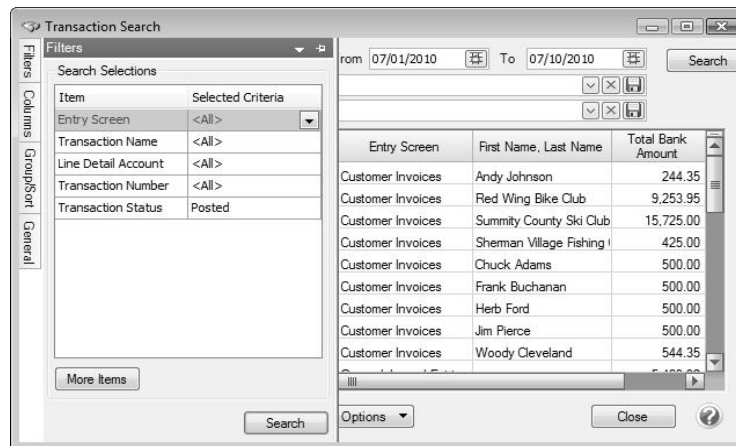 Transaction Search
Filters
Filters
Columns
Group/Sort
General
Search Selections
Item Selected Criteria
Entry Screen <All>
Transaction Name <All>
Line Detail Account <All>
Transaction Number <All>
Transaction Status Posted
More Items
Search
rom 07/01/2010 To 07/10/2010 Search
Entry Screen First Name, Last Name Total Bank
Amount
Customer Invoices Andy Johnson 244.35
Customer Invoices Red Wing Bike Club 9,253.95
Customer Invoices Summity County Ski Club 15,725.00
Customer Invoices Sherman Village Fishing 425.00
Customer Invoices Chuck Adams 500.00
Customer Invoices Frank Buchanan 500.00
Customer Invoices Herb Ford 500.00
Customer Invoices Jim Pierce 500.00
Customer Invoices Woody Cleveland 544.35
Options Close